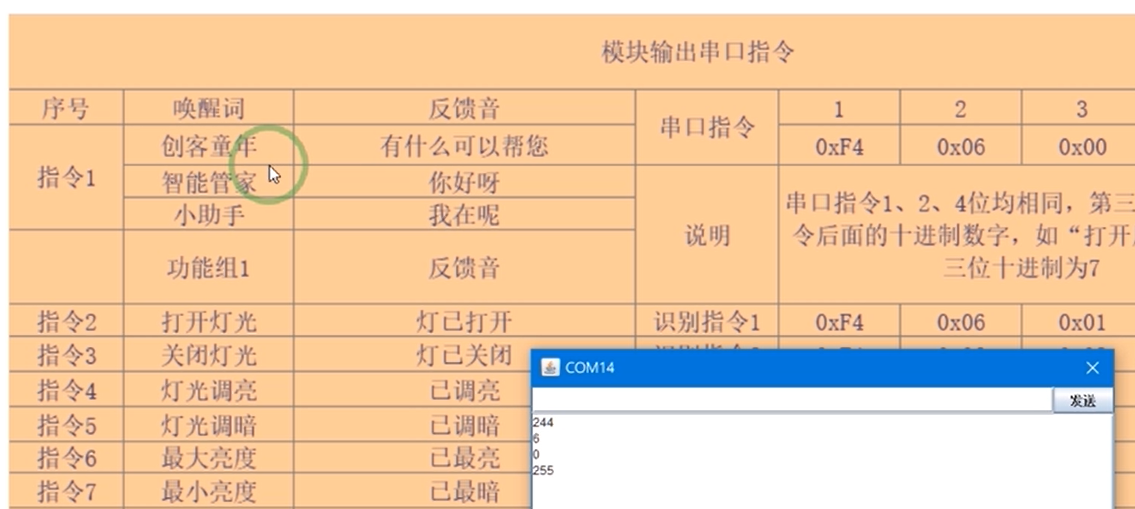 模块输出串口指令
序号 唤醒词 反馈音 串口指令 1 2 3
指令1 创客童年 有什么可以帮您 0xF4 0x06 0x00
智能管家 你好呀
小助手 我在呢
说明 串口指令1、2、4位均相同，第三
令后面的十进制数字，如“打开
三位十进制为7
功能组1 反馈音
指令2 打开灯光 灯已打开 识别指令1 0xF4 0x06 0x01
指令3 关闭灯光 灯已关闭
指令4 灯光调亮 已调亮
指令5 灯光调暗 已调暗
指令6 最大亮度 已最亮
指令7 最小亮度 已最暗
COM14
发送
244
6
0
255